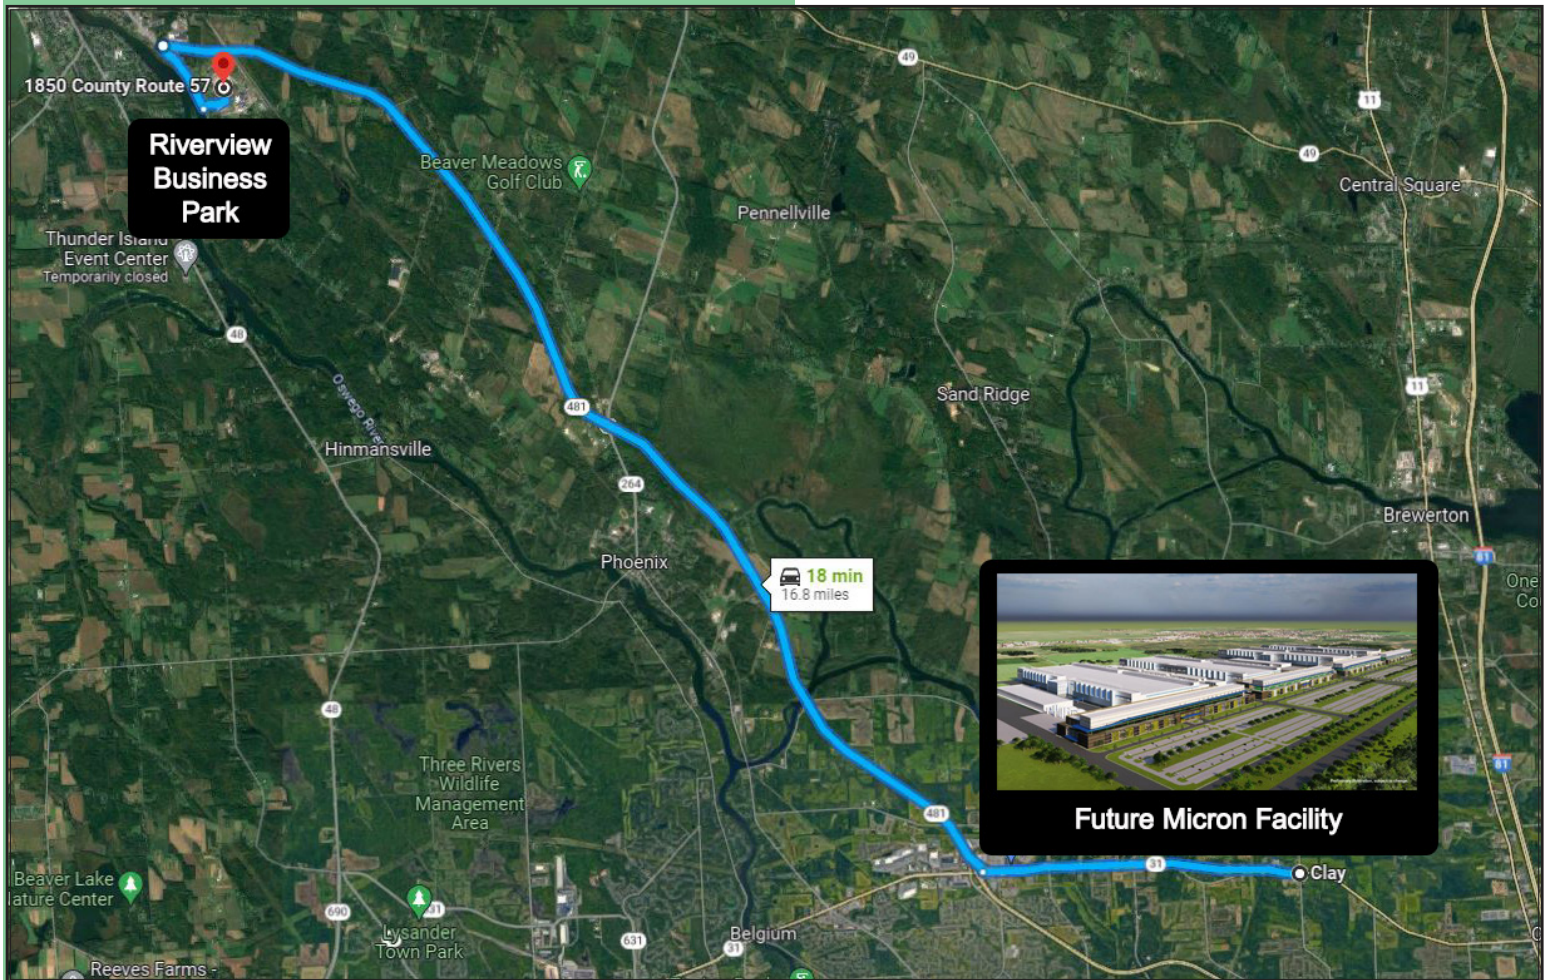 49
11
1850 County Route 57
Riverview
Business
Park
Beaver Meadows
Golf Club
49
Central Square
Pennellville
Thunder Island
Event Center
Temporarily closed
48
Oswego River
11
Sand Ridge
481
Hinmansville
264
Brewerton
81
Phoenix
18 min
16.8 miles
One
Co
48
81
Three Rivers
Wildlife
Management
Area
481
Future Micron Facility
31
Clay
Beaver Lake
Nature Center
690
31
Lysander
Town Park
631
Belgium
31
Reeves Farms -